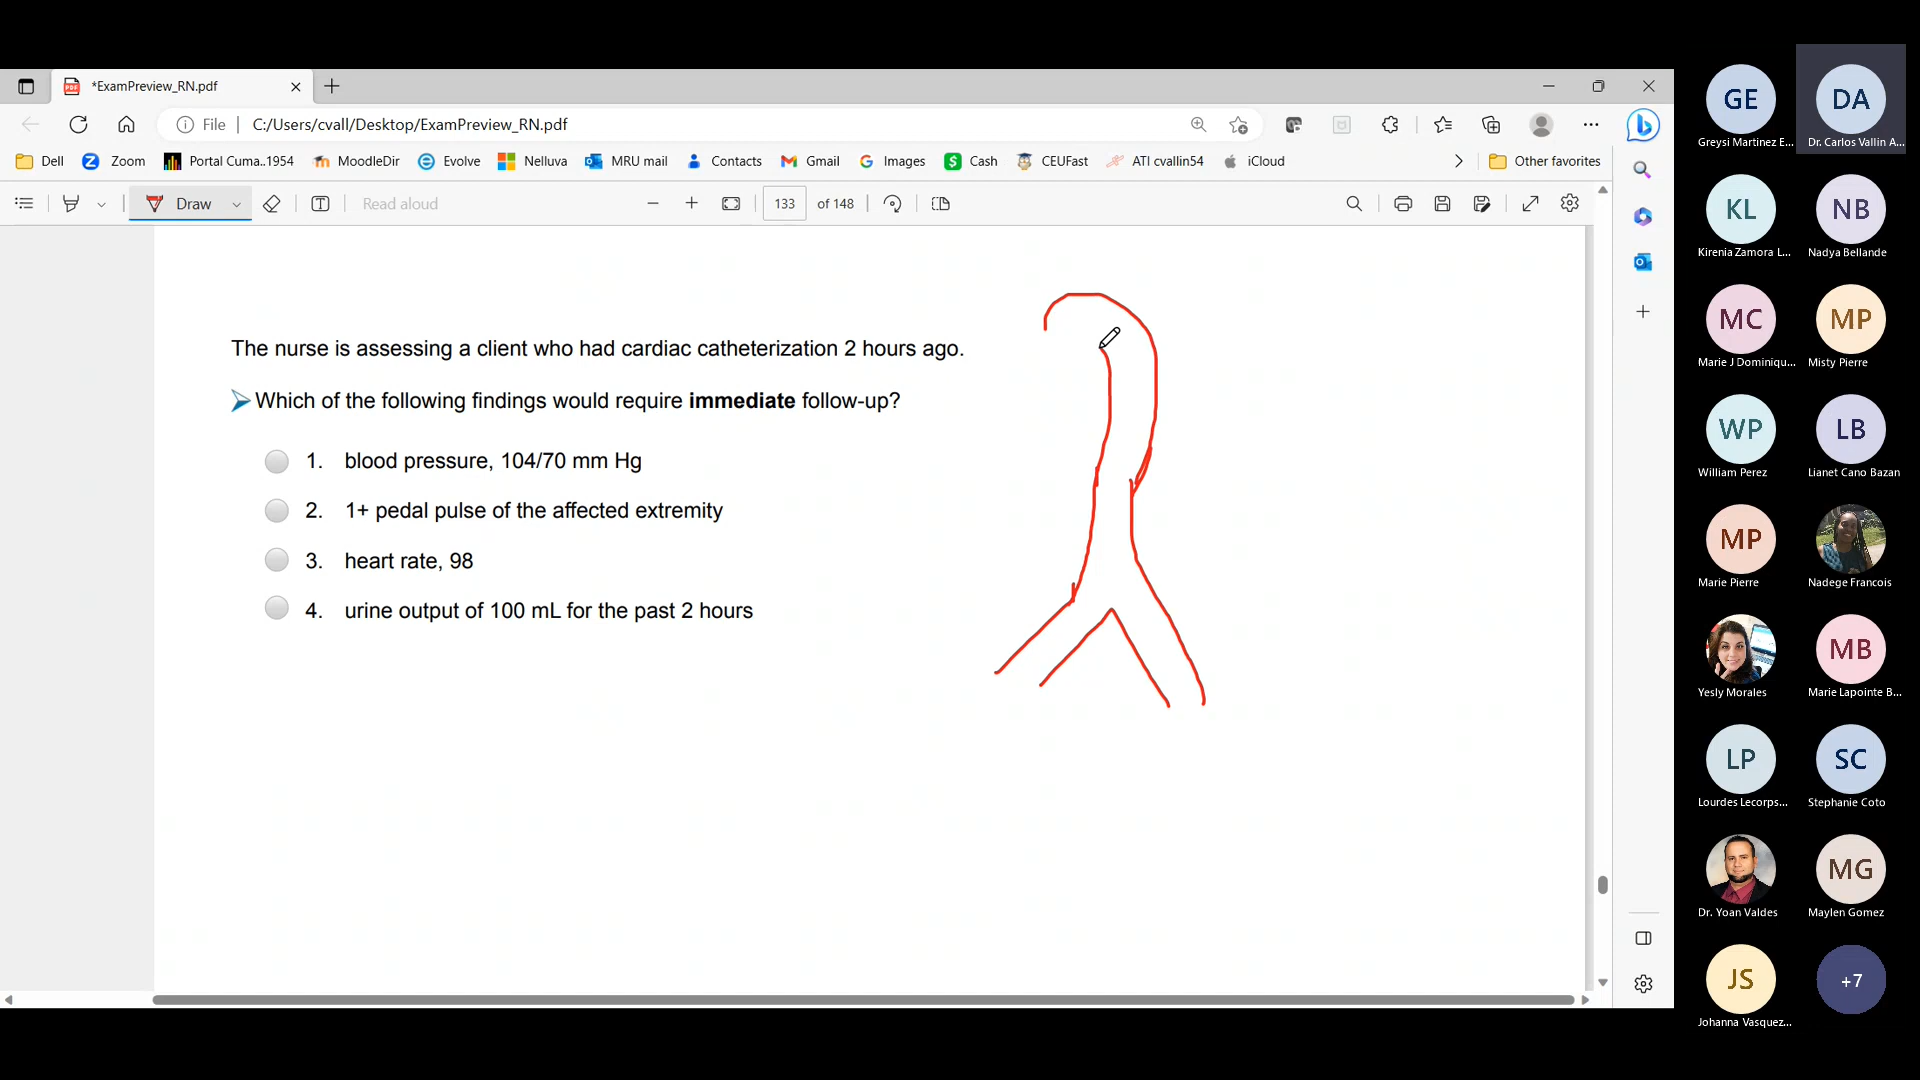 *ExamPreview_RN.pdf
File C:/Users/cvall/Desktop/ExamPreview_RN.pdf
Dell Zoom Portal Cuma..1954 MoodleDir Evolve Nelluva MRU mail Contacts Gmail Images Cash CEUFast ATI cvallin54 iCloud Other favorites
Draw Read aloud 133 of 148
The nurse is assessing a client who had cardiac catheterization 2 hours ago.
Which of the following findings would require immediate follow-up?
1. blood pressure, 104/70 mm Hg
2. 1+ pedal pulse of the affected extremity
3. heart rate, 98
4. urine output of 100 mL for the past 2 hours
GE DA
Greysi Martinez E... Dr. Carlos Vallin A...
KL NB
Kirenia Zamora L... Nadya Bellande
MC MP
Marie J Dominiqu... Misty Pierre
WP LB
William Perez Lianet Cano Bazan
MP
Marie Pierre Nadege Francois
MB
Yesly Morales Marie Lapointe B...
LP SC
Lourdes Lecorps... Stephanie Coto
MG
Dr. Yoan Valdes Maylen Gomez
JS +7
Johanna Vasquez...